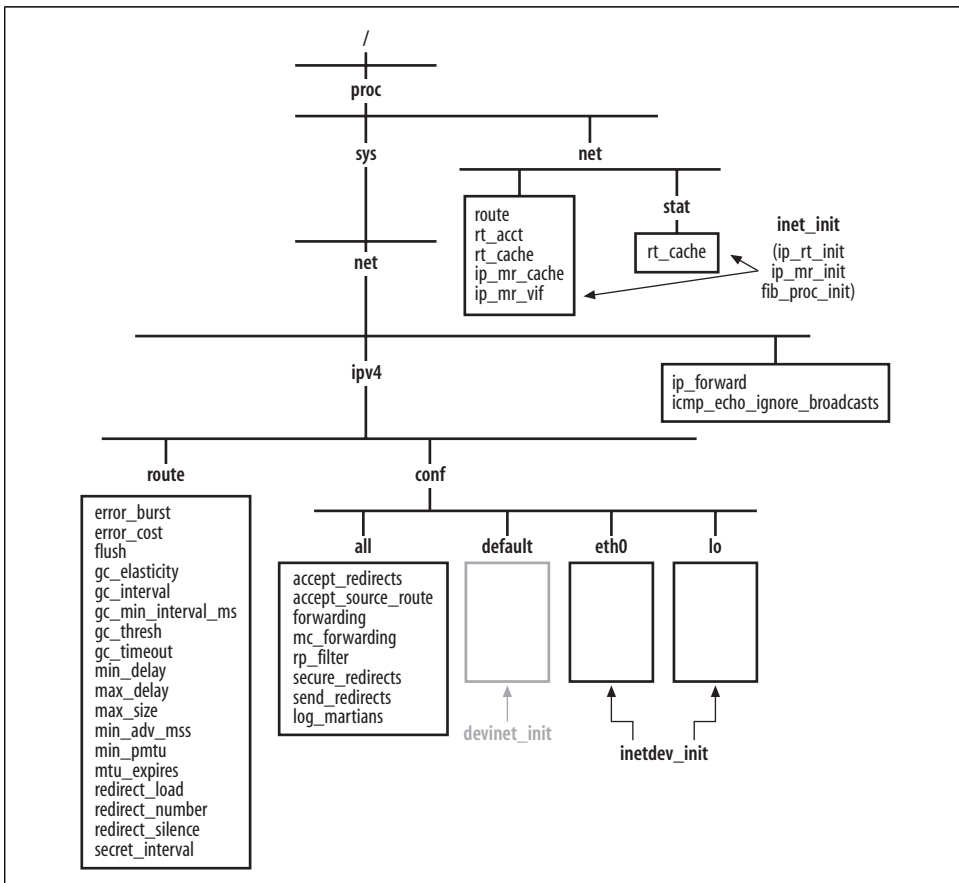 /
proc
sys
net
stat
route
rt_acct
rt_cache
ip_mr_cache
ip_mr_vif
rt_cache
inet_init
(ip_rt_init
ip_mr_init
fib_proc_init)
net
ipv4
ip_forward
icmp_echo_ignore_broadcasts
route
conf
error_burst
error_cost
flush
gc_elasticity
gc_interval
gc_min_interval_ms
gc_thresh
gc_timeout
min_delay
max_delay
max_size
min_adv_mss
min_pmtu
mtu_expires
redirect_load
redirect_number
redirect_silence
secret_interval
all
default
eth0
lo
accept_redirects
accept_source_route
forwarding
mc_forwarding
rp_filter
secure_redirects
send_redirects
log_martians
devinet_init
inetdev_init